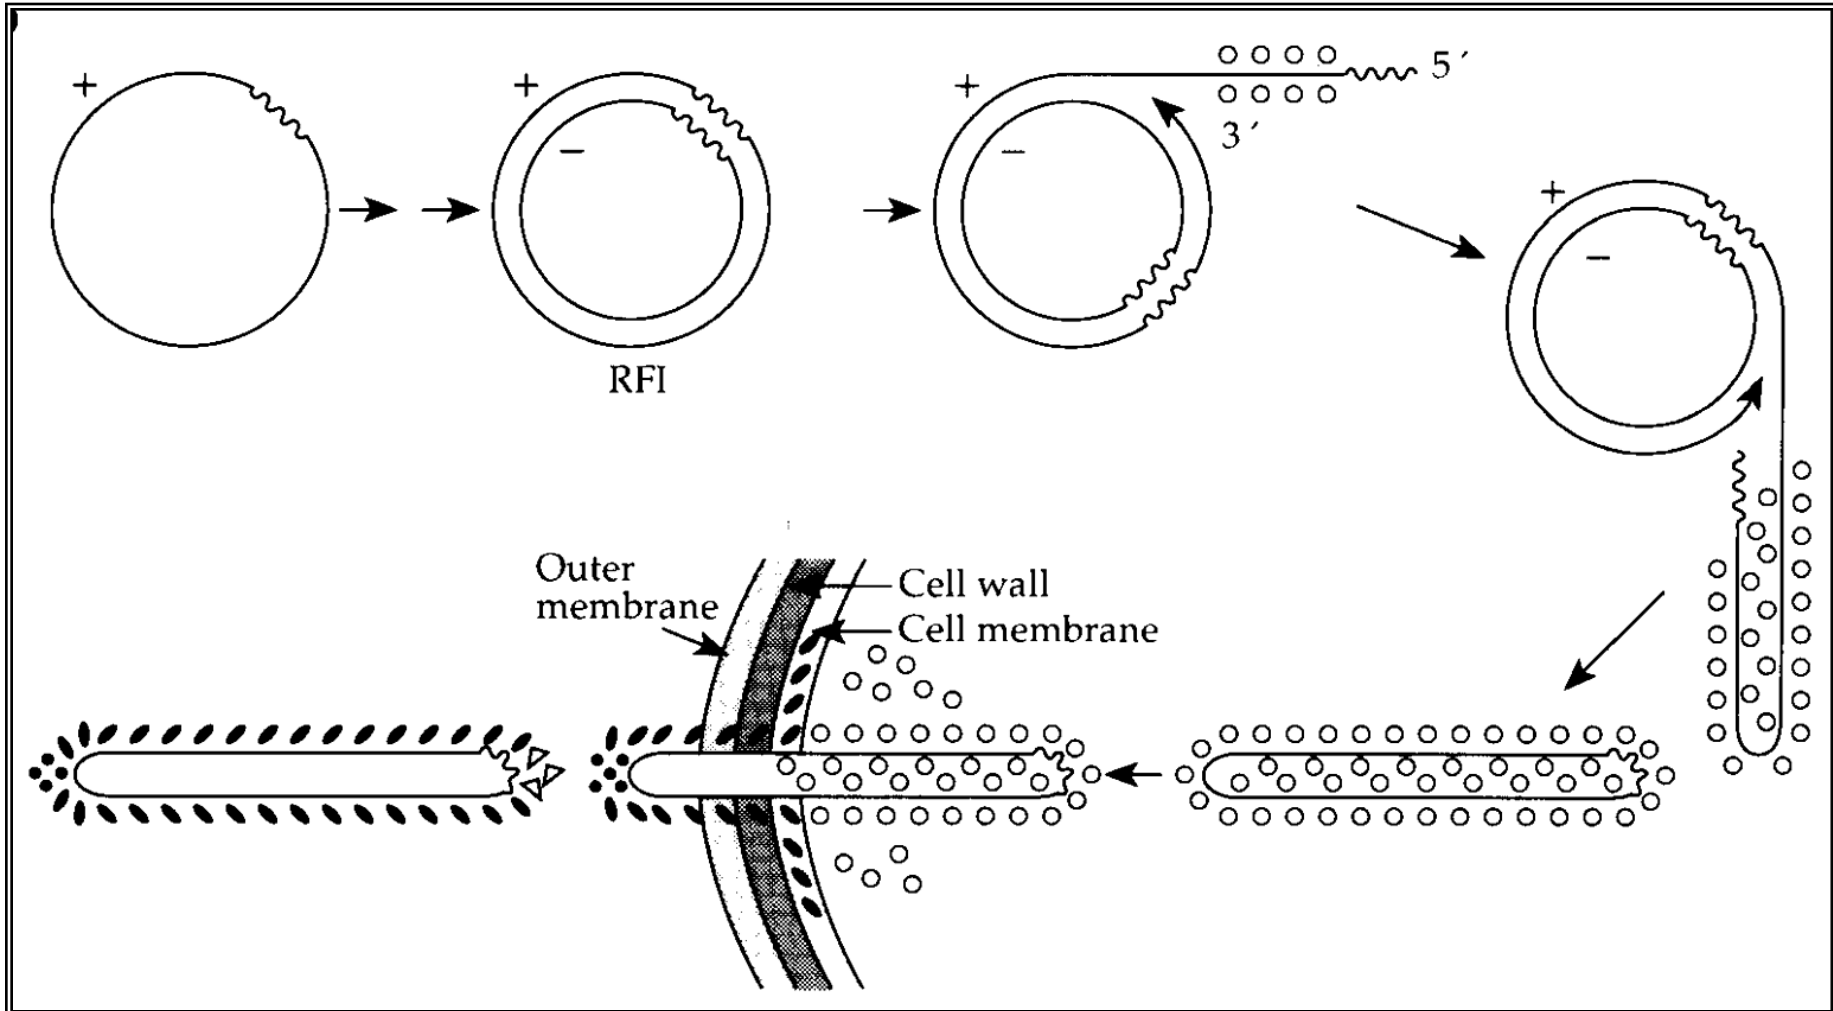 +
+
−
RFI
+
−
5′
3′
+
−
Outer
membrane
Cell wall
Cell membrane